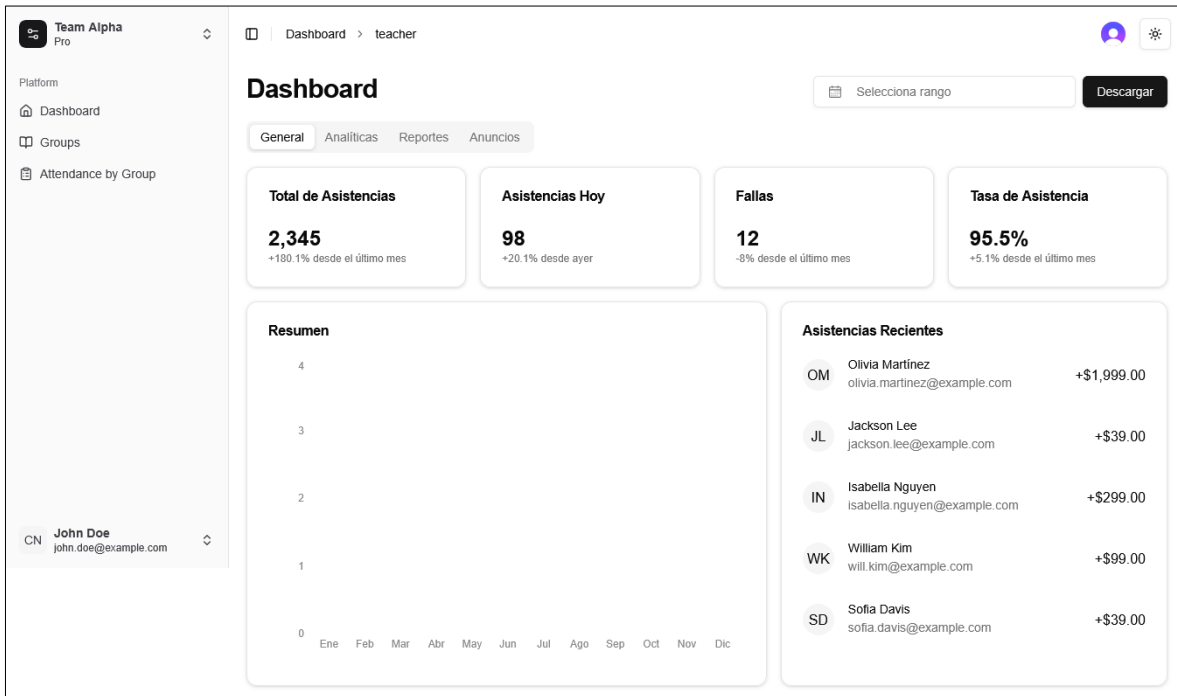 Team Alpha
Pro
Platform
Dashboard
Groups
Attendance by Group
CN
John Doe
john.doe@example.com
Dashboard > teacher
Dashboard
Selecciona rango
Descargar
General Analíticas Reportes Anuncios
Total de Asistencias
2,345
+180.1% desde el último mes
Asistencias Hoy
98
+20.1% desde ayer
Fallas
12
-8% desde el último mes
Tasa de Asistencia
95.5%
+5.1% desde el último mes
Resumen
4
3
2
1
0
Ene Feb Mar Abr May Jun Jul Ago Sep Oct Nov Dic
Asistencias Recientes
OM
Olivia Martínez
olivia.martinez@example.com
+$1,999.00
JL
Jackson Lee
jackson.lee@example.com
+$39.00
IN
Isabella Nguyen
isabella.nguyen@example.com
+$299.00
WK
William Kim
will.kim@example.com
+$99.00
SD
Sofia Davis
sofia.davis@example.com
+$39.00